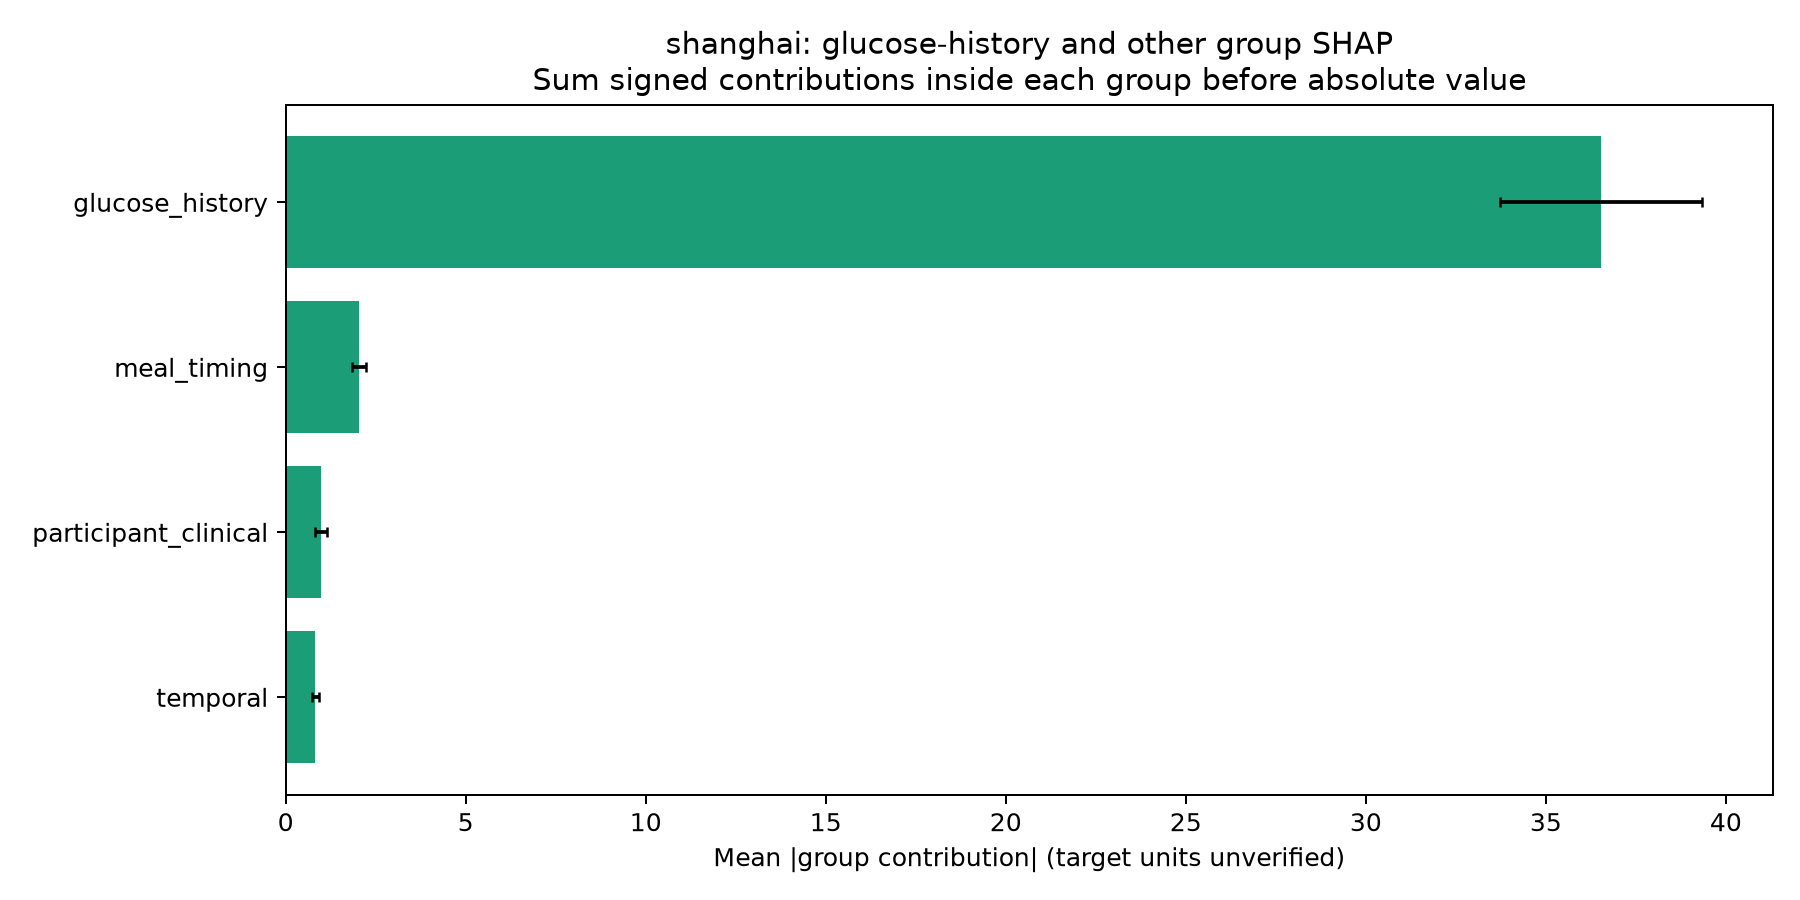 shanghai: glucose-history and other group SHAP
Sum signed contributions inside each group before absolute value
glucose_history
meal_timing
participant_clinical
temporal
0 5 10 15 20 25 30 35 40
Mean |group contribution| (target units unverified)